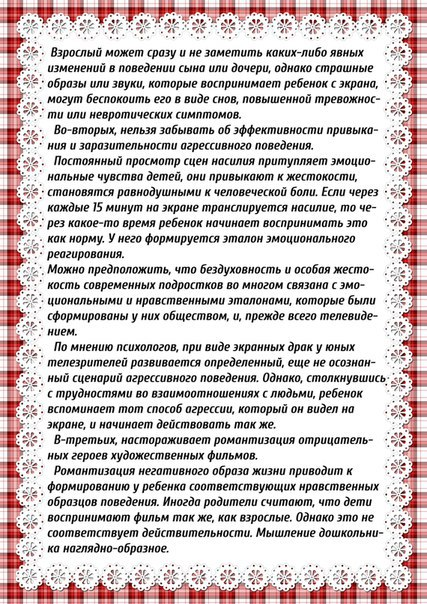 Взрослый может сразу и не заметить каких-либо явных
изменений в поведении сына или дочери, однако страшные
образы или звуки, которые воспринимает ребенок с экрана,
могут беспокоить его в виде снов, повышенной тревожнос-
ти или невротических симптомов.
Во-вторых, нельзя забывать об эффективности привыка-
ния и заразительности агрессивного поведения.
Постоянный просмотр сцен насилия притупляет эмоцио-
нальные чувства детей, они привыкают к жестокости,
становятся равнодушными к человеческой боли. Если через
каждые 15 минут на экране транслируется насилие, то че-
рез какое-то время ребенок начинает воспринимать это
как норму. У него формируется эталон эмоционального
реагирования.
Можно предположить, что бездуховность и особая жесто-
кость современных подростков во многом связана с эмо-
циональными и нравственными эталонами, которые были
сформированы у них обществом, и, прежде всего телевиде-
нием.
По мнению психологов, при виде экранных драк у юных
телезрителей развивается определенный, еще не осознан-
ный сценарий агрессивного поведения. Однако, столкнувшись
с трудностями во взаимоотношениях с людьми, ребенок
вспоминает тот способ агрессии, который он видел на
экране, и начинает действовать так же.
В-третьих, настораживает романтизация отрицатель-
ных героев художественных фильмов.
Романтизация негативного образа жизни приводит к
формированию у ребенка соответствующих нравственных
образцов поведения. Иногда родители считают, что дети
воспринимают фильм так же, как взрослые. Однако это не
соответствует действительности. Мышление дошкольни-
ка наглядно-образное.